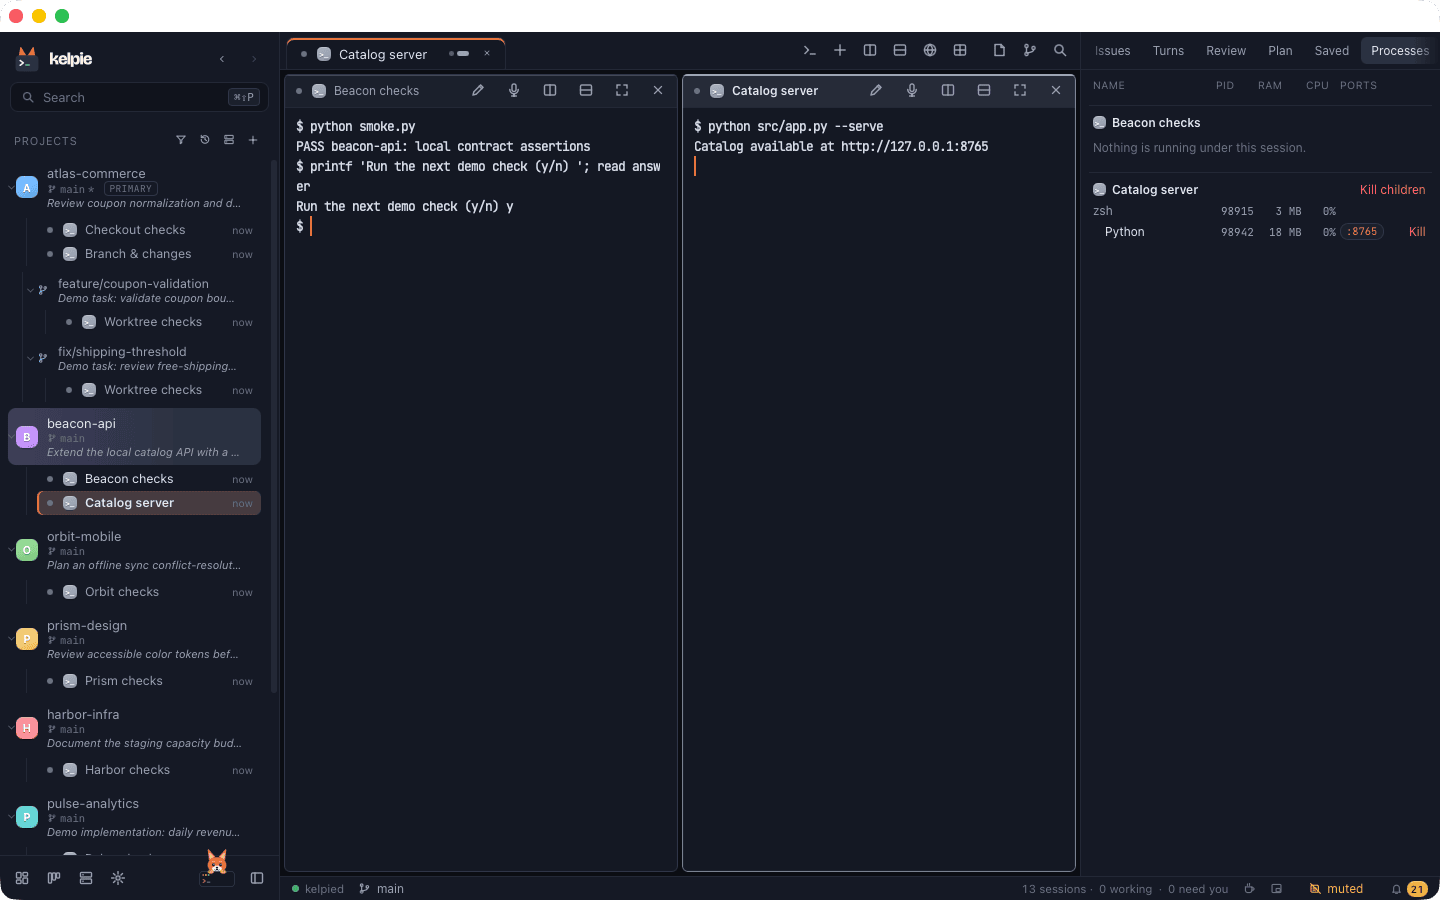 kelpie
Search
⌘⇧P
PROJECTS
A
atlas-commerce
main *
PRIMARY
Review coupon normalization and d...
Checkout checks
now
Branch & changes
now
feature/coupon-validation
Demo task: validate coupon bou...
Worktree checks
now
fix/shipping-threshold
Demo task: review free-shipping...
Worktree checks
now
B
beacon-api
main
Extend the local catalog API with a ...
Beacon checks
now
Catalog server
now
O
orbit-mobile
main
Plan an offline sync conflict-resolut...
Orbit checks
now
P
prism-design
main
Review accessible color tokens bef...
Prism checks
now
H
harbor-infra
main
Document the staging capacity bud...
Harbor checks
now
P
pulse-analytics
main
Demo implementation: daily revenu...
Catalog server
Beacon checks
$ python smoke.py
PASS beacon-api: local contract assertions
$ printf 'Run the next demo check (y/n) '; read answ
er
Run the next demo check (y/n) y
$
Catalog server
$ python src/app.py --serve
Catalog available at http://127.0.0.1:8765
Issues
Turns
Review
Plan
Saved
Processes
NAME
PID
RAM
CPU
PORTS
Beacon checks
Nothing is running under this session.
Catalog server
Kill children
zsh
98915
3 MB
0%
Python
98942
18 MB
0%
:8765
Kill
kelpied
main
13 sessions · 0 working · 0 need you
muted
21